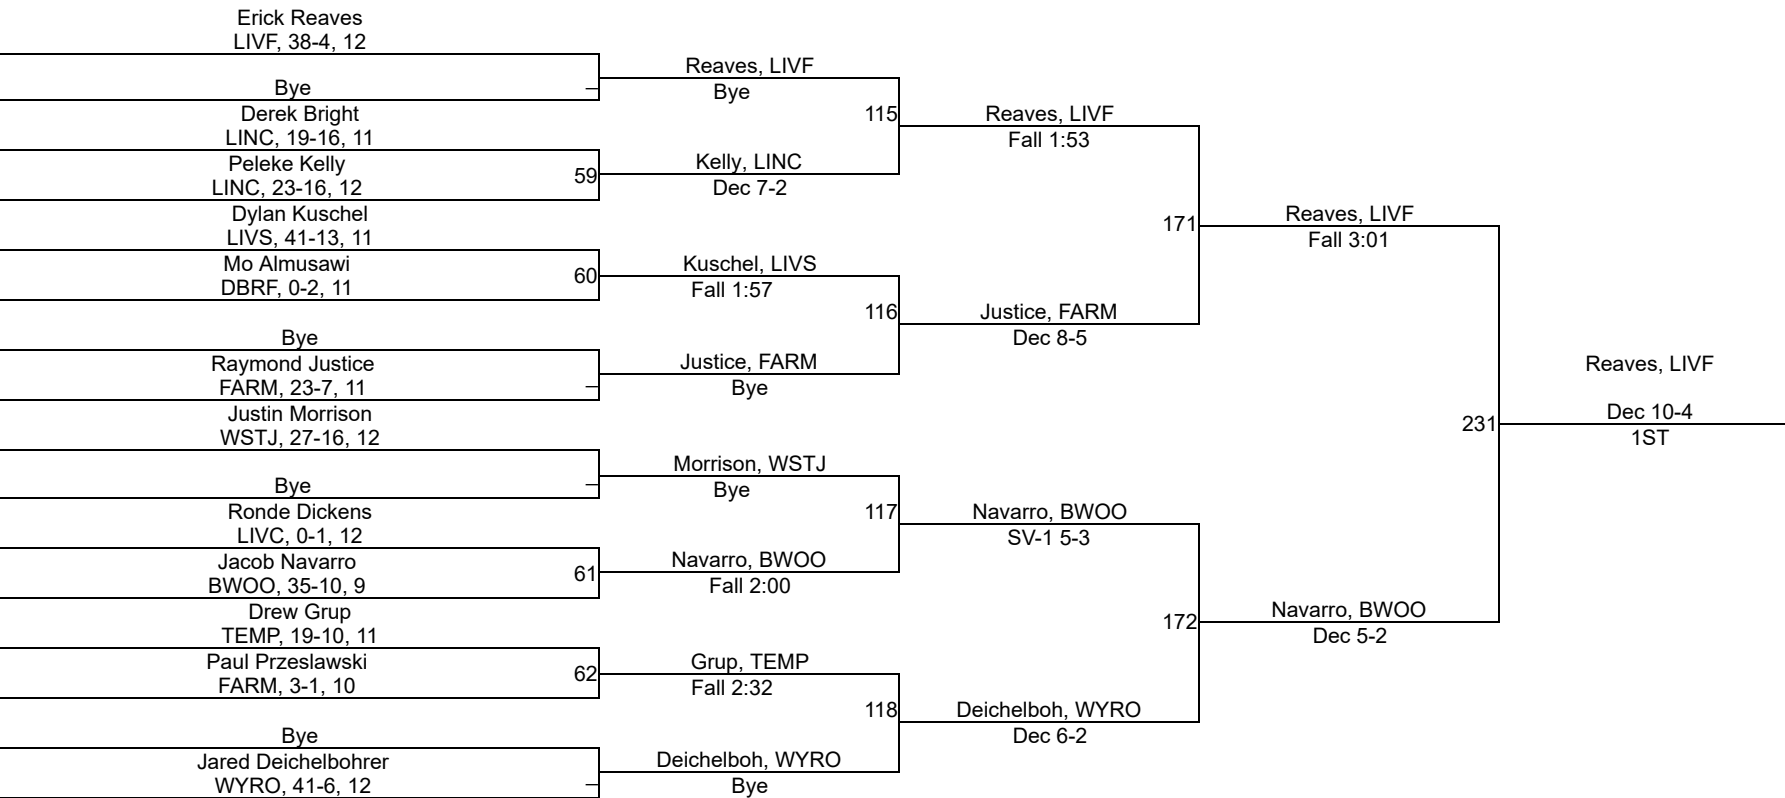 Erick Reaves
LIVF, 38-4, 12
Bye
–
Derek Bright
LINC, 19-16, 11
Peleke Kelly
LINC, 23-16, 12
59
Dylan Kuschel
LIVS, 41-13, 11
Mo Almusawi
DBRF, 0-2, 11
60
Bye
Raymond Justice
FARM, 23-7, 11
–
Justin Morrison
WSTJ, 27-16, 12
Bye
–
Ronde Dickens
LIVC, 0-1, 12
Jacob Navarro
BWOO, 35-10, 9
61
Drew Grup
TEMP, 19-10, 11
Paul Przeslawski
FARM, 3-1, 10
62
Bye
Jared Deichelbohrer
WYRO, 41-6, 12
–
Reaves, LIVF
Bye
115
Kelly, LINC
Dec 7-2
Kuschel, LIVS
Fall 1:57
116
Justice, FARM
Bye
Morrison, WSTJ
Bye
117
Navarro, BWOO
Fall 2:00
Grup, TEMP
Fall 2:32
118
Deichelboh, WYRO
Bye
Reaves, LIVF
Fall 1:53
171
Justice, FARM
Dec 8-5
Navarro, BWOO
SV-1 5-3
172
Deichelboh, WYRO
Dec 6-2
Reaves, LIVF
Fall 3:01
231
Navarro, BWOO
Dec 5-2
Reaves, LIVF
Dec 10-4
1ST